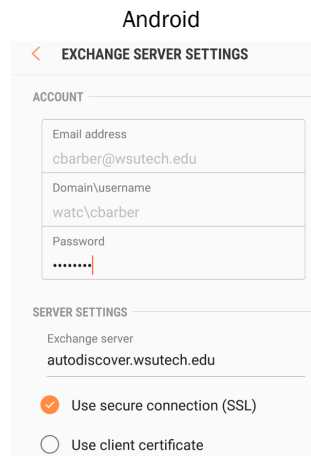 Android
EXCHANGE SERVER SETTINGS
ACCOUNT
Email address
cbarber@wsutech.edu
Domain\username
watc\cbarber
Password
••••••••
SERVER SETTINGS
Exchange server
autodiscover.wsutech.edu
Use secure connection (SSL)
Use client certificate